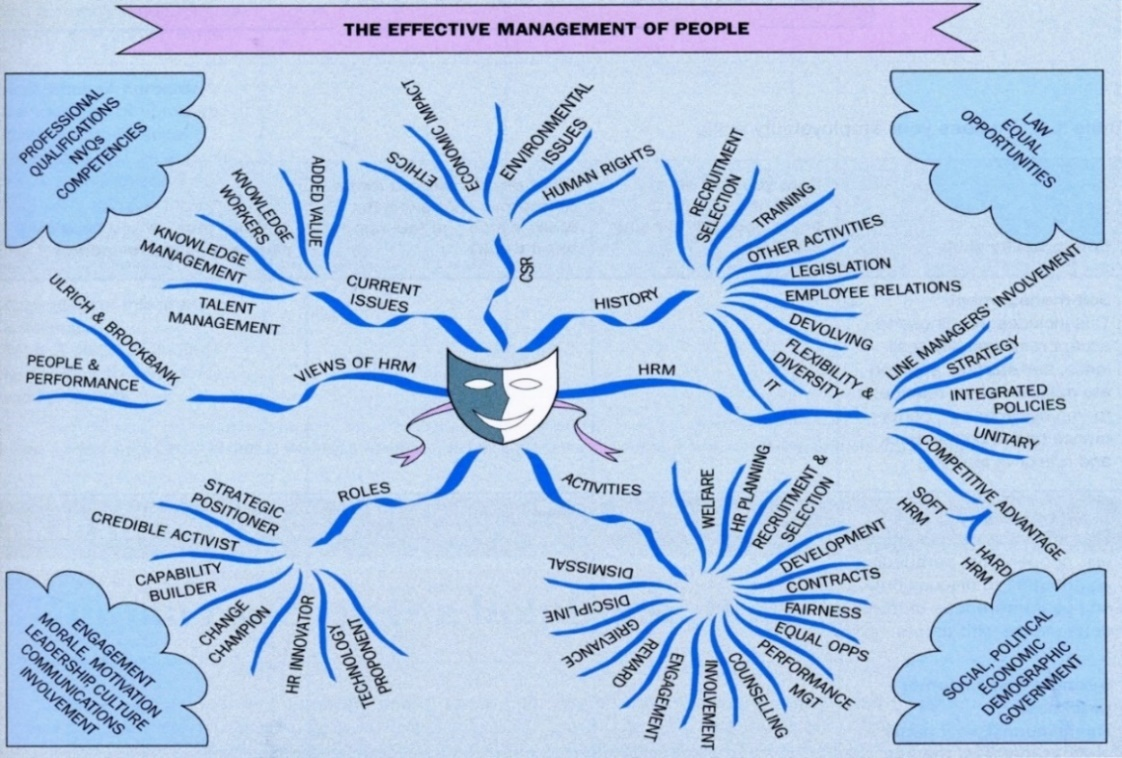 THE EFFECTIVE MANAGEMENT OF PEOPLE
PROFESSIONAL
QUALIFICATIONS
NVQs
COMPETENCIES
LAW
EQUAL
OPPORTUNITIES
CSR
ETHICS
ECONOMIC IMPACT
ENVIRONMENTAL
ISSUES
HUMAN RIGHTS
CURRENT
ISSUES
ADDED VALUE
KNOWLEDGE
WORKERS
KNOWLEDGE
MANAGEMENT
TALENT
MANAGEMENT
HISTORY
RECRUITMENT
SELECTION
TRAINING
OTHER ACTIVITIES
LEGISLATION
EMPLOYEE RELATIONS
DEVOLVING
FLEXIBILITY &
DIVERSITY
IT
VIEWS OF HRM
ULRICH & BROCKBANK
PEOPLE &
PERFORMANCE
HRM
LINE MANAGERS INVOLVEMENT
STRATEGY
INTEGRATED
POLICIES
UNITARY
COMPETITIVE ADVANTAGE
SOFT
HRM
HARD
HRM
ROLES
STRATEGIC
POSITIONER
CREDIBLE ACTIVIST
CAPABILITY
BUILDER
CHANGE
CHAMPION
HR INNOVATOR
TECHNOLOGY
PROPONENT
ACTIVITIES
WELFARE
HR PLANNING
RECRUITMENT &
SELECTION
DEVELOPMENT
CONTRACTS
FAIRNESS
EQUAL OPPS
PERFORMANCE
MGT
COUNSELLING
INVOLVEMENT
ENGAGEMENT
REWARD
GRIEVANCE
DISCIPLINE
DISMISSAL
ENGAGEMENT
MORALE, MOTIVATION
LEADERSHIP, CULTURE
COMMUNICATIONS
INVOLVEMENT
SOCIAL, POLITICAL
ECONOMIC
DEMOGRAPHIC
GOVERNMENT